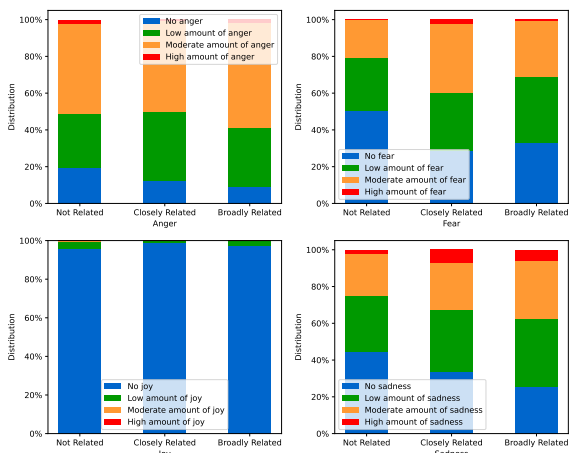 100%
80%
60%
40%
20%
0%
Distribution
No anger
Low amount of anger
Moderate amount of anger
High amount of anger
Not Related
Closely Related
Broadly Related
Anger
100%
80%
60%
40%
20%
0%
Distribution
No fear
Low amount of fear
Moderate amount of fear
High amount of fear
Not Related
Closely Related
Broadly Related
Fear
100%
80%
60%
40%
20%
0%
Distribution
No joy
Low amount of joy
Moderate amount of joy
High amount of joy
Not Related
Closely Related
Broadly Related
100%
80%
60%
40%
20%
0%
Distribution
No sadness
Low amount of sadness
Moderate amount of sadness
High amount of sadness
Not Related
Closely Related
Broadly Related
Sadness